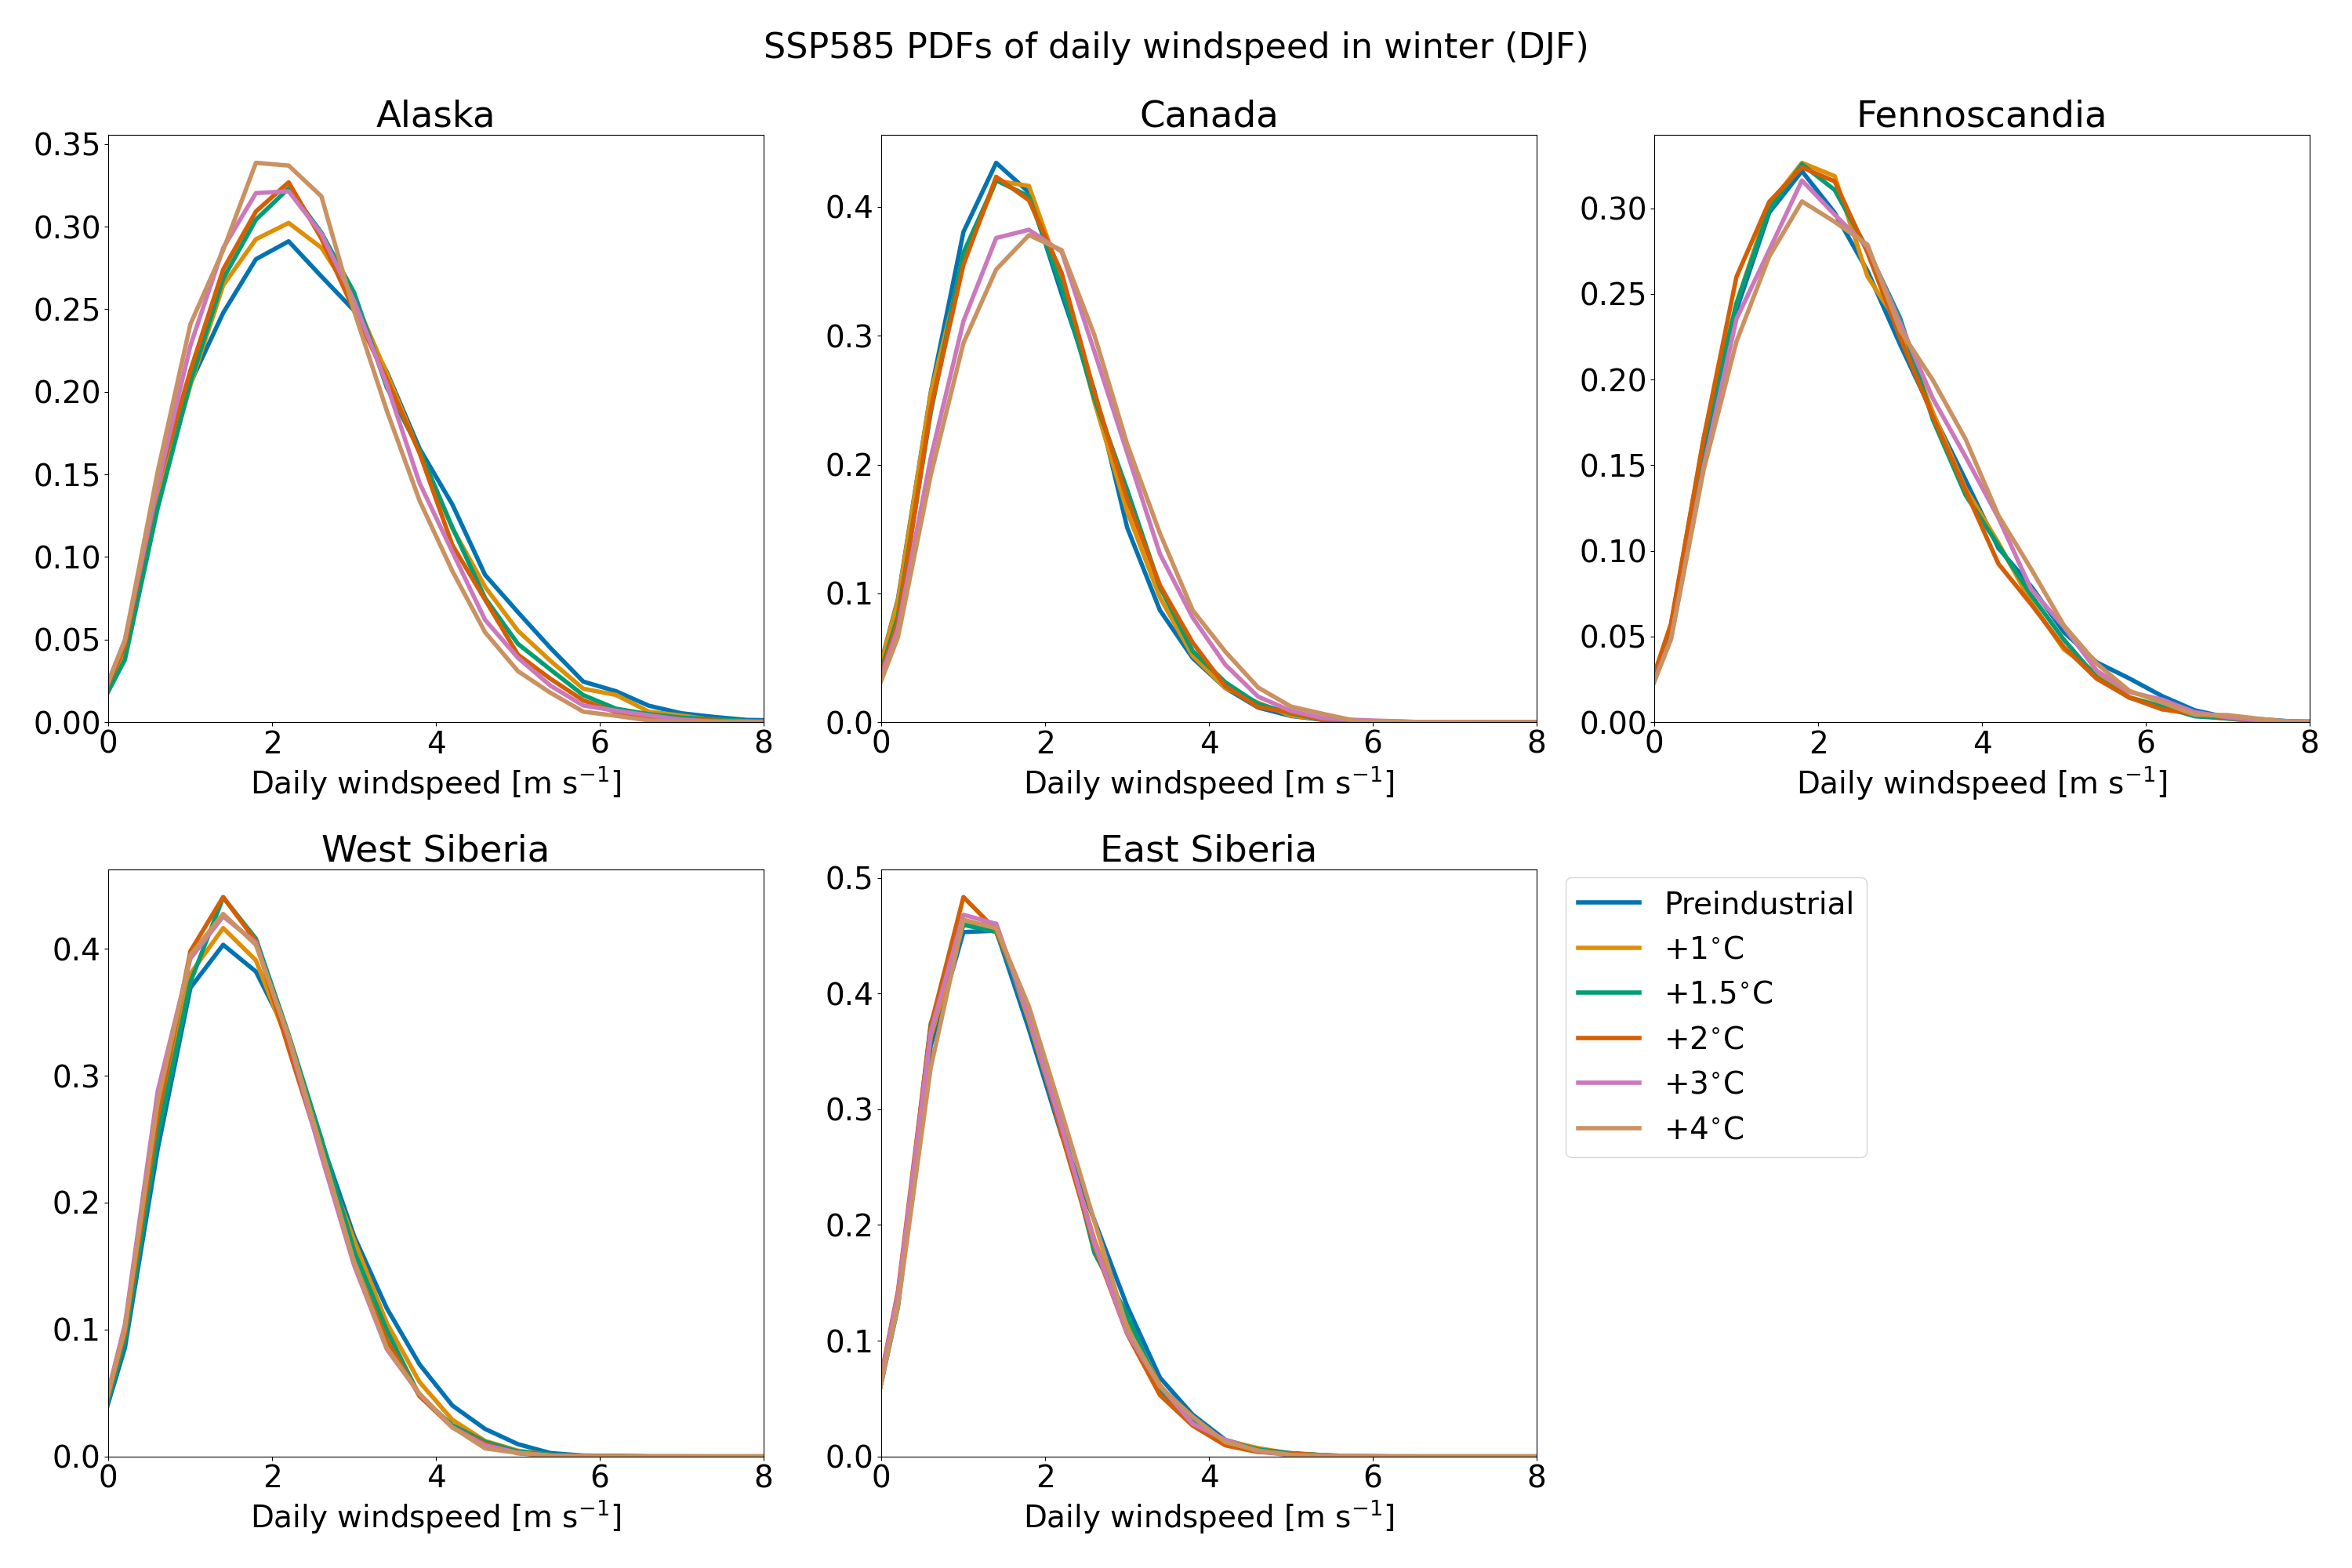 SSP585 PDFs of daily windspeed in winter (DJF)
Alaska
0.35
0.30
0.25
0.20
0.15
0.10
0.05
0.00
0 2 4 6 8
Daily windspeed [m s⁻¹]
Canada
0.4
0.3
0.2
0.1
0.0
0 2 4 6 8
Daily windspeed [m s⁻¹]
Fennoscandia
0.30
0.25
0.20
0.15
0.10
0.05
0.00
0 2 4 6 8
Daily windspeed [m s⁻¹]
West Siberia
0.4
0.3
0.2
0.1
0.0
0 2 4 6 8
Daily windspeed [m s⁻¹]
East Siberia
0.5
0.4
0.3
0.2
0.1
0.0
0 2 4 6 8
Daily windspeed [m s⁻¹]
Preindustrial
+1°C
+1.5°C
+2°C
+3°C
+4°C